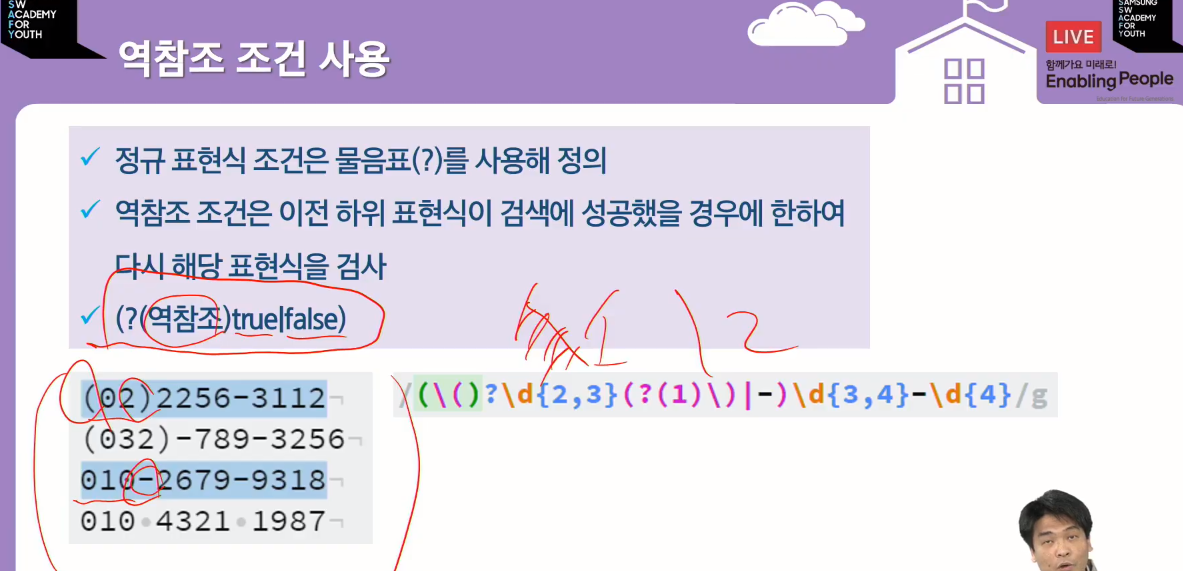 SW
ACADEMY
FOR
YOUTH
역참조 조건 사용
LIVE
SAMSUNG
SW
ACADEMY
FOR
YOUTH
함께가요 미래로!
Enabling People
✓ 정규 표현식 조건은 물음표(?)를 사용해 정의
✓ 역참조 조건은 이전 하위 표현식이 검색에 성공했을 경우에 한하여
다시 해당 표현식을 검사
✓ (?(역참조)true|false)
1 ) 2
(02)2256-3112¬
(032)-789-3256¬
010-2679-9318¬
010·4321·1987¬
/(\()?\d{2,3}(?(1)\)|-)\d{3,4}-\d{4}/g